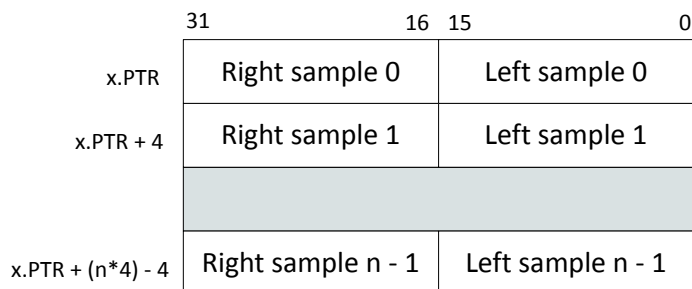 31 16 15 0
x.PTR Right sample 0 Left sample 0
x.PTR + 4 Right sample 1 Left sample 1
x.PTR + (n*4) - 4 Right sample n - 1 Left sample n - 1